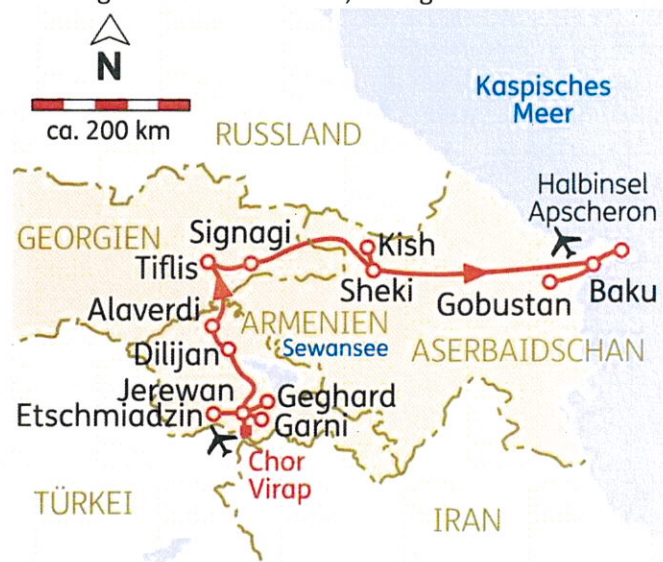 N
ca. 200 km
Kaspisches
Meer
RUSSLAND
Halbinsel
Apscheron
GEORGIEN
Signagi
Kish
Tiflis
Sheki
Gobustan
Baku
Alaverdi
ARMENIEN
Dilijan
Sewansee
ASERBAIDSCHAN
Jerewan
Geghard
Etschmiadzin
Garni
Chor
Virap
TÜRKEI
IRAN